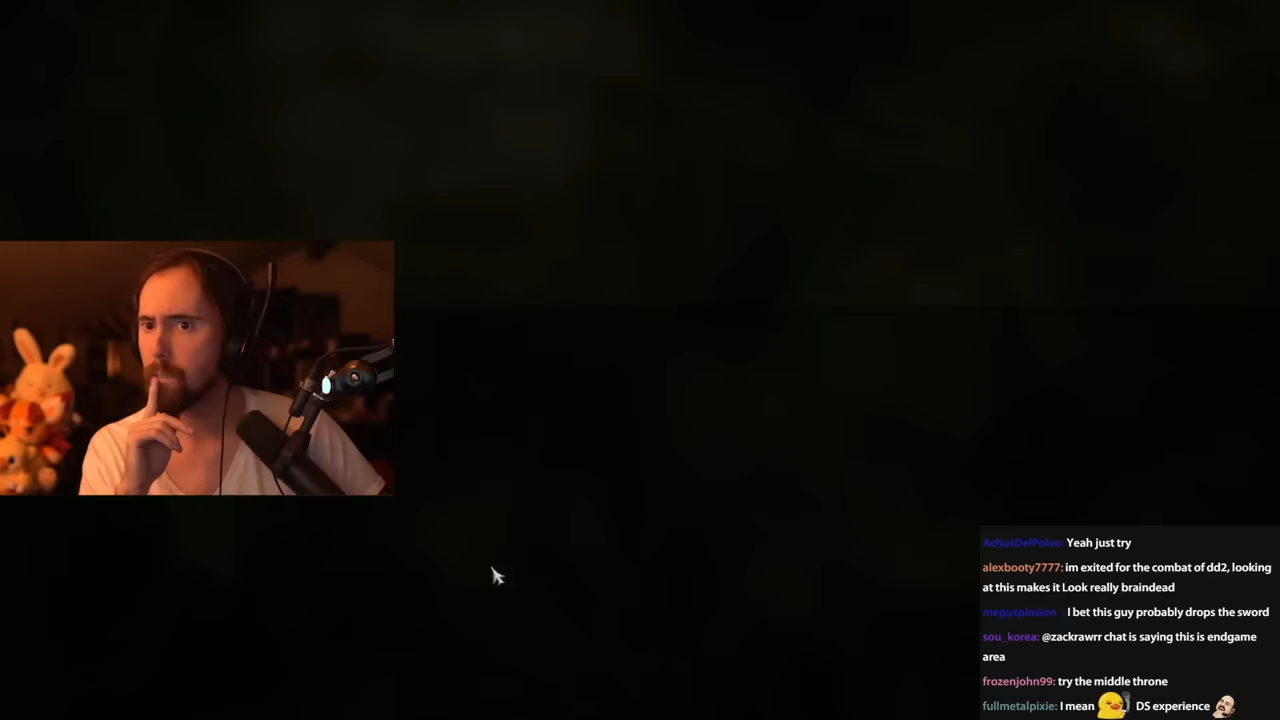 AchusDelPolvo: Yeah just try
alexbooty7777: im exited for the combat of dd2, looking
at this makes it Look really braindead
megusplosion I bet this guy probably drops the sword
sou_korea: @zackrawrr chat is saying this is endgame
area
frozenjohn99: try the middle throne
fullmetalpixie: I mean DS experience